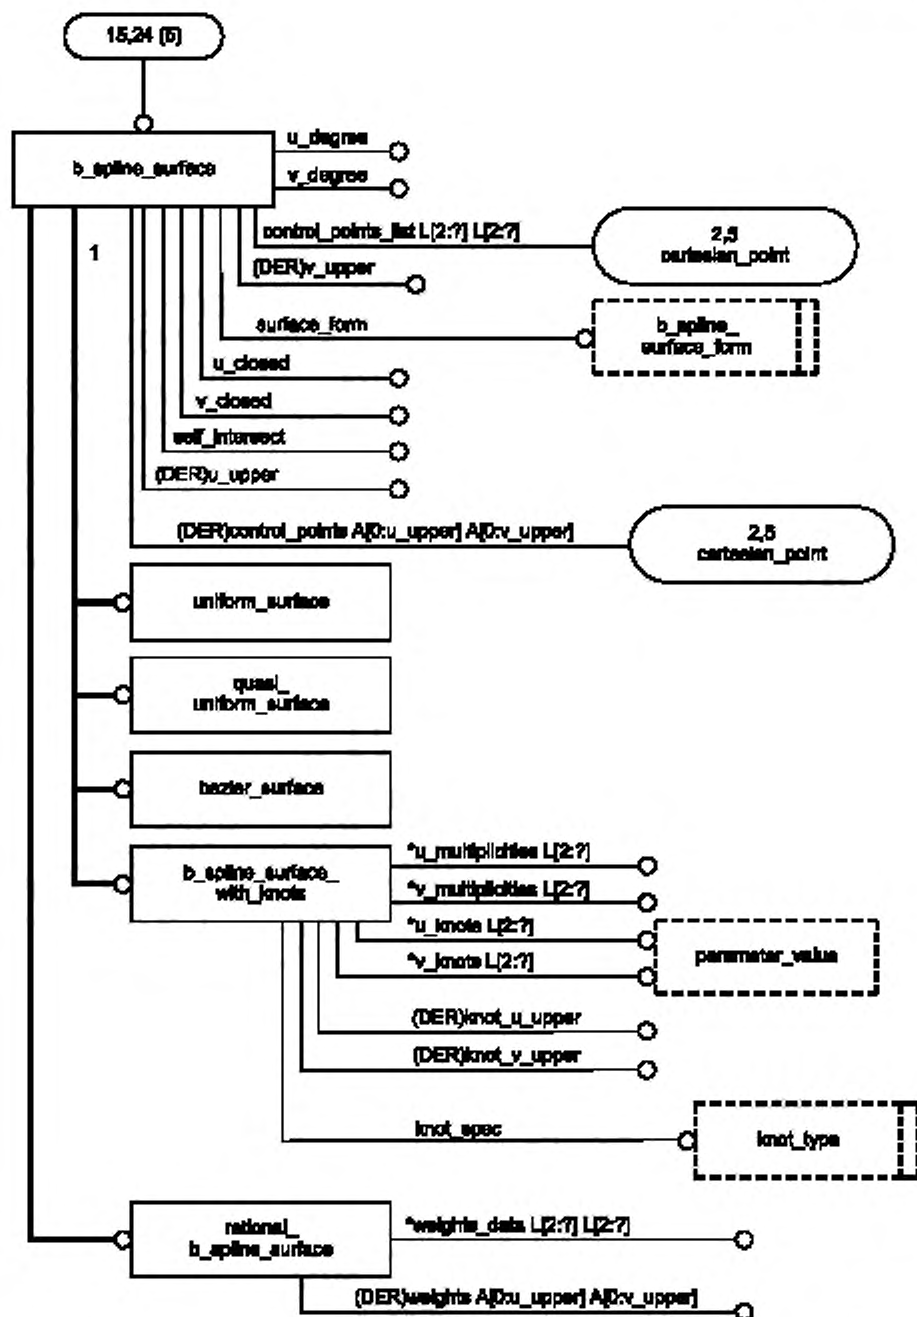 15,24 (5)
b_spline_surface
u_degree
v_degree
control_points_list L[2:?] L[2:?]
2,5
cartesian_point
1
(DER)v_upper
surface_form
b_spline_
surface_form
u_closed
v_closed
self_intersect
(DER)u_upper
(DER)control_points A[0:u_upper] A[0:v_upper]
2,5
cartesian_point
uniform_surface
quasi_
uniform_surface
bezier_surface
b_spline_surface_
with_knots
*u_multiplicities L[2:?]
*v_multiplicities L[2:?]
*u_knots L[2:?]
*v_knots L[2:?]
parameter_value
(DER)knot_u_upper
(DER)knot_v_upper
knot_spec
knot_type
rational_
b_spline_surface
*weights_data L[2:?] L[2:?]
(DER)weights A[0:u_upper] A[0:v_upper]